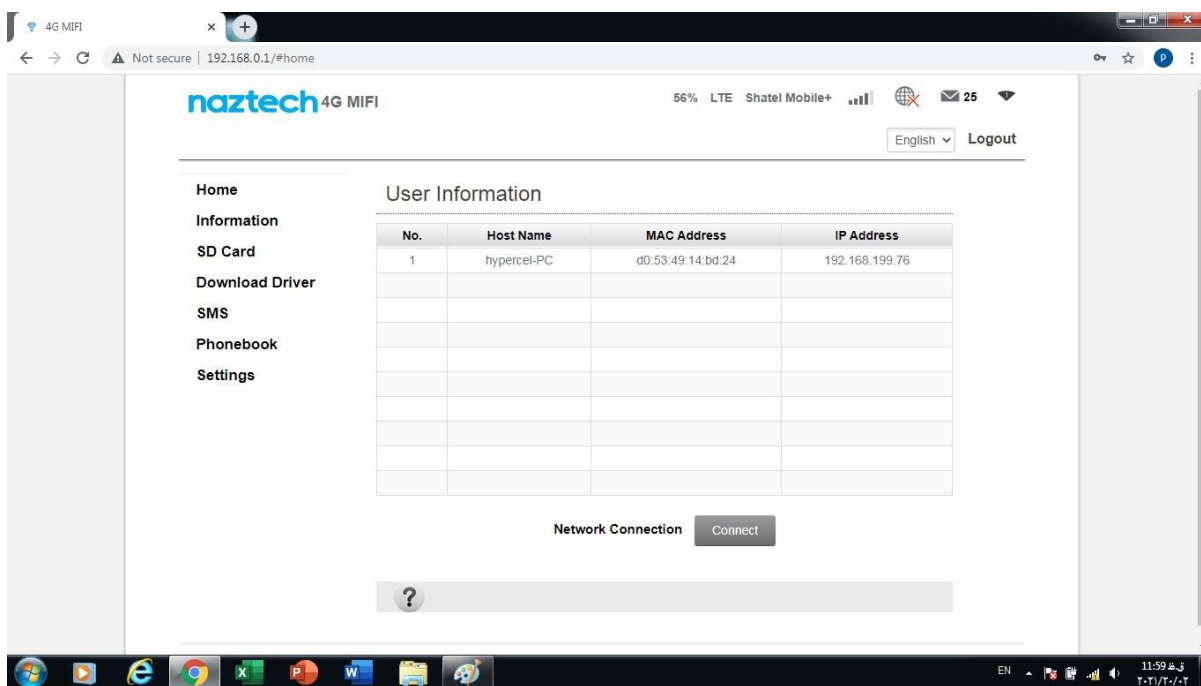 4G MIFI
Not secure | 192.168.0.1/#home
P
naztech 4G MIFI
56% LTE Shatel Mobile+ 25
English Logout
Home
Information
SD Card
Download Driver
SMS
Phonebook
Settings
User Information
No. Host Name MAC Address IP Address
1 hypercel-PC d0:53:49:14:bd:24 192.168.199.76
Network Connection Connect
?
EN
11:59 ق.ظ